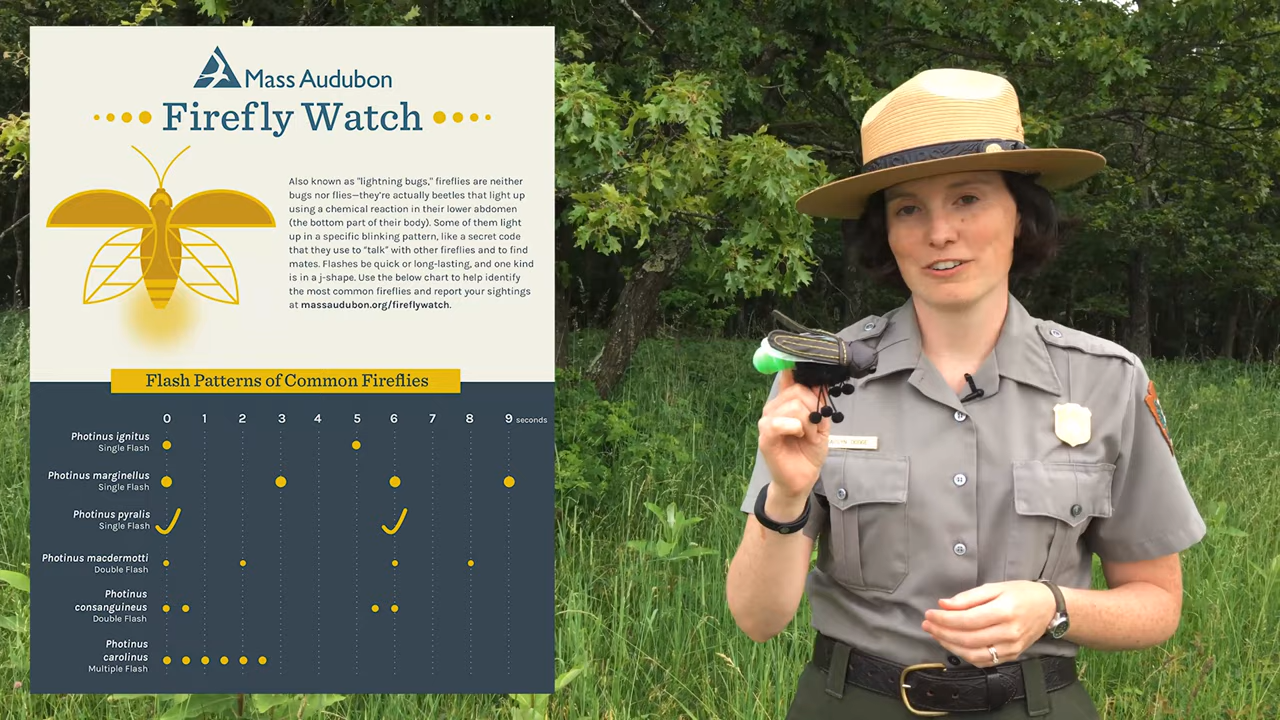 Mass Audubon
Firefly Watch
Also known as "lightning bugs," fireflies are neither
bugs nor flies—they're actually beetles that light up
using a chemical reaction in their lower abdomen
(the bottom part of their body). Some of them light
up in a specific blinking pattern, like a secret code
that they use to "talk" with other fireflies and to find
mates. Flashes be quick or long-lasting, and one kind
is in a j-shape. Use the below chart to help identify
the most common fireflies and report your sightings
at massaudubon.org/fireflywatch.
Flash Patterns of Common Fireflies
0 1 2 3 4 5 6 7 8 9 seconds
Photinus ignitus
Single Flash
Photinus marginellus
Single Flash
Photinus pyralis
Single Flash
Photinus macdermotti
Double Flash
Photinus
consanguineus
Double Flash
Photinus
carolinus
Multiple Flash